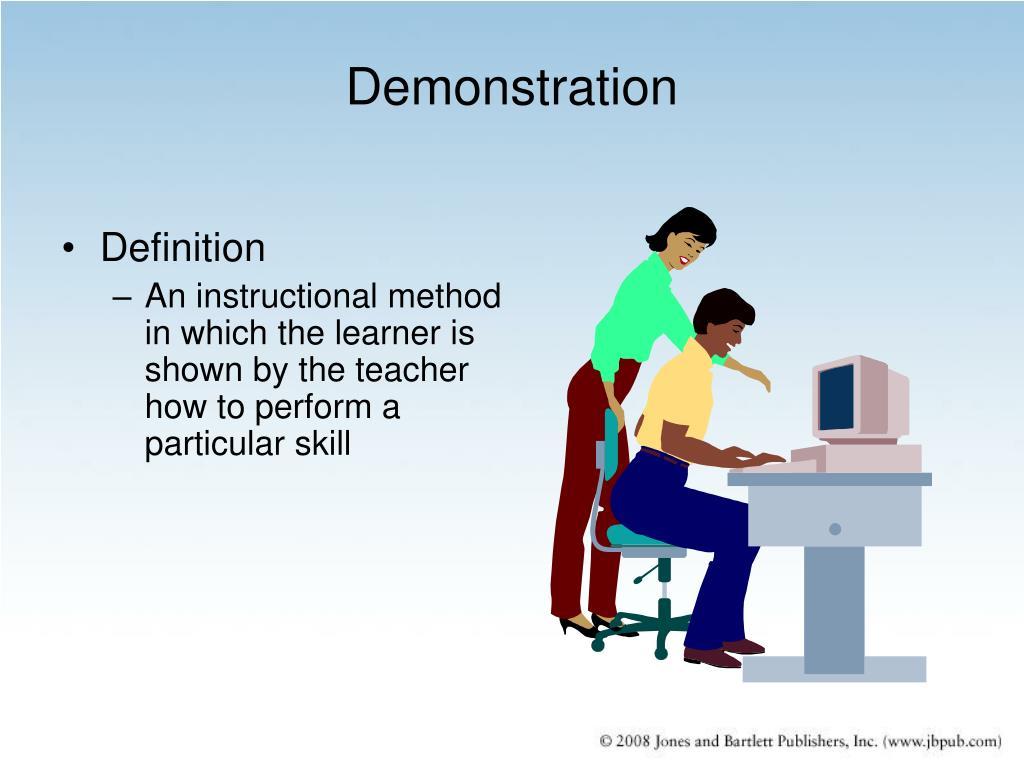 Demonstration
• Definition
– An instructional method
in which the learner is
shown by the teacher
how to perform a
particular skill
© 2008 Jones and Bartlett Publishers, Inc. (www.jbpub.com)